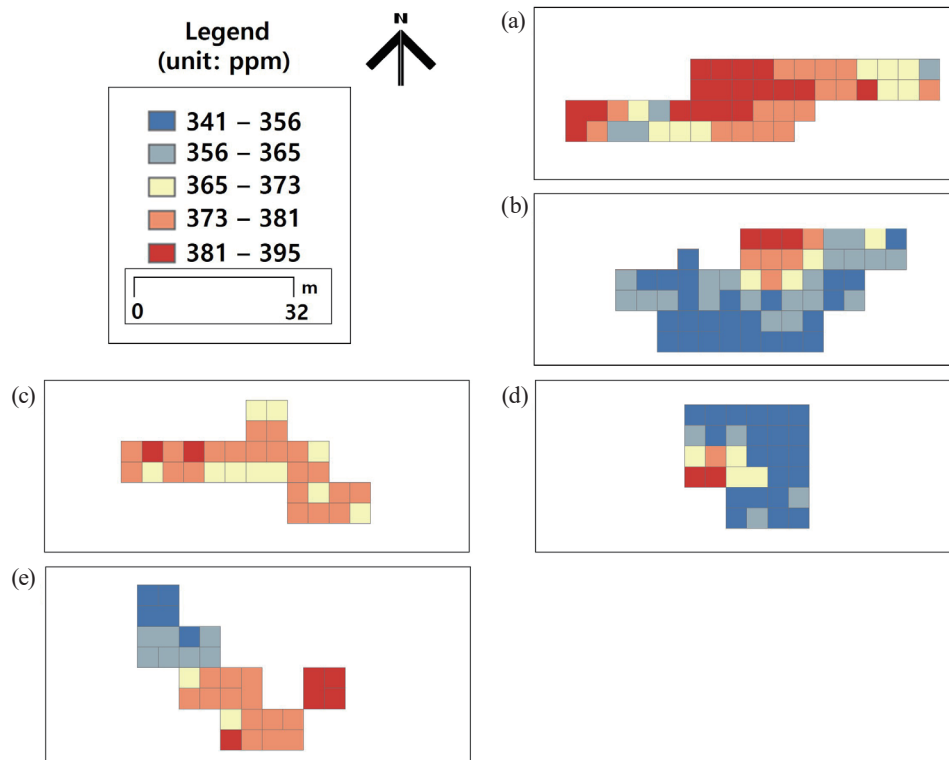 Legend
(unit: ppm)
N
341 – 356
356 – 365
365 – 373
373 – 381
381 – 395
m
0 32
(a)
(b)
(c)
(d)
(e)